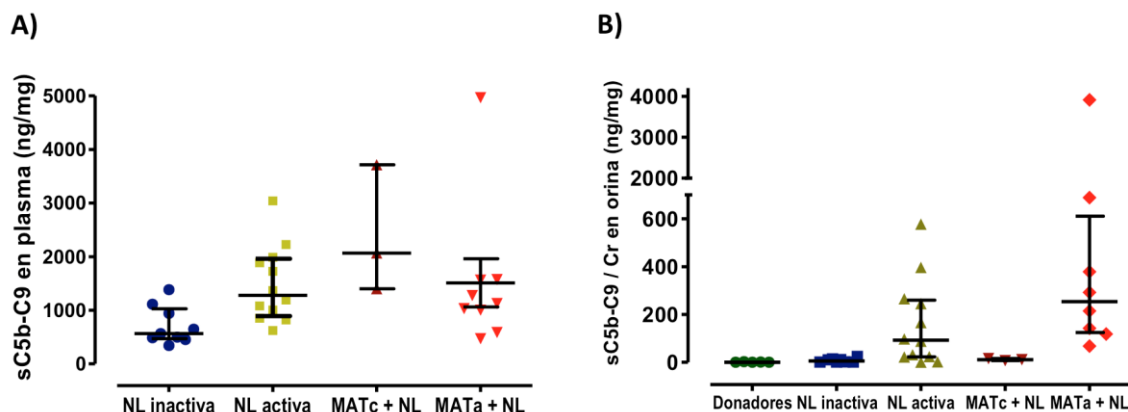 A)
sC5b-C9 en plasma (ng/mg)
5000
4000
3000
2000
1000
0
NL inactiva NL activa MATc + NL MATa + NL
B)
sC5b-C9 / Cr en orina (ng/mg)
4000
3000
2000
600
400
200
0
Donadores NL inactiva NL activa MATc + NL MATa + NL